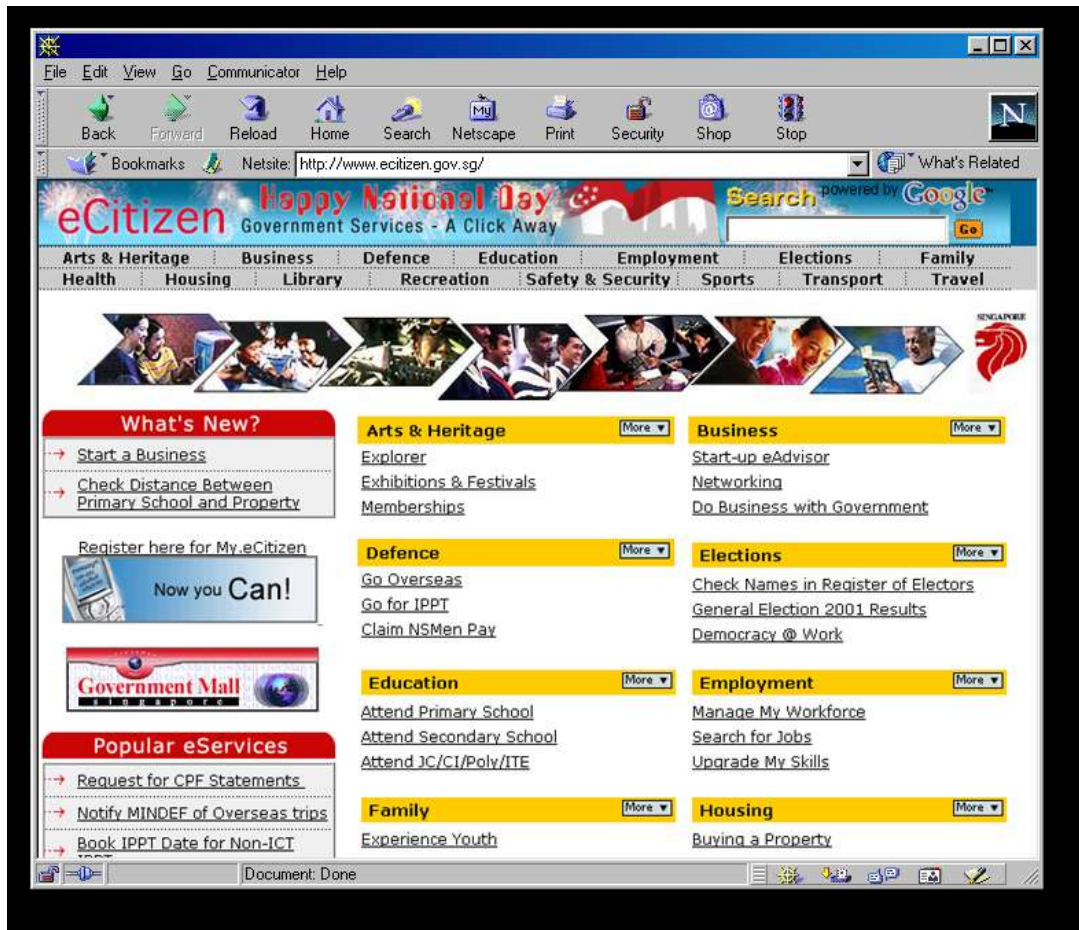 File Edit View Go Communicator Help
Back Forward Reload Home Search Netscape Print Security Shop Stop
My
N
Bookmarks Netsite: http://www.ecitizen.gov.sg/ What's Related
eCitizen Happy National Day Search powered by Google
Government Services - A Click Away Go
Arts & Heritage Business Defence Education Employment Elections Family
Health Housing Library Recreation Safety & Security Sports Transport Travel
SINGAPORE
What's New?
Start a Business
Check Distance Between
Primary School and Property
Register here for My.eCitizen
Now you Can!
Government Mall
singapore
Popular eServices
Request for CPF Statements
Notify MINDEF of Overseas trips
Book IPPT Date for Non-ICT
IPPT
Arts & Heritage More
Explorer
Exhibitions & Festivals
Memberships
Defence More
Go Overseas
Go for IPPT
Claim NSMen Pay
Education More
Attend Primary School
Attend Secondary School
Attend JC/CI/Poly/ITE
Family More
Experience Youth
Business More
Start-up eAdvisor
Networking
Do Business with Government
Elections More
Check Names in Register of Electors
General Election 2001 Results
Democracy @ Work
Employment More
Manage My Workforce
Search for Jobs
Upgrade My Skills
Housing More
Buying a Property
Document: Done